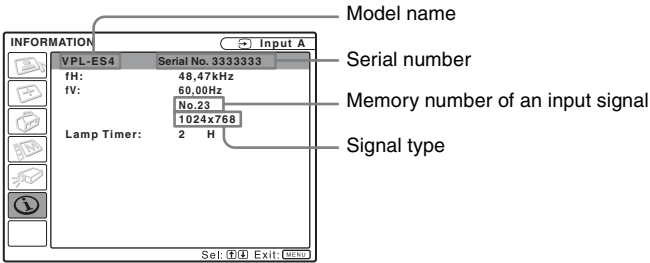 Model name
INFORMATION Input A
VPL-ES4 Serial No. 3333333
Serial number
fH: 48,47kHz
fV: 60,00Hz
No.23
Memory number of an input signal
1024x768
Lamp Timer: 2 H
Signal type
Sel: Exit: MENU